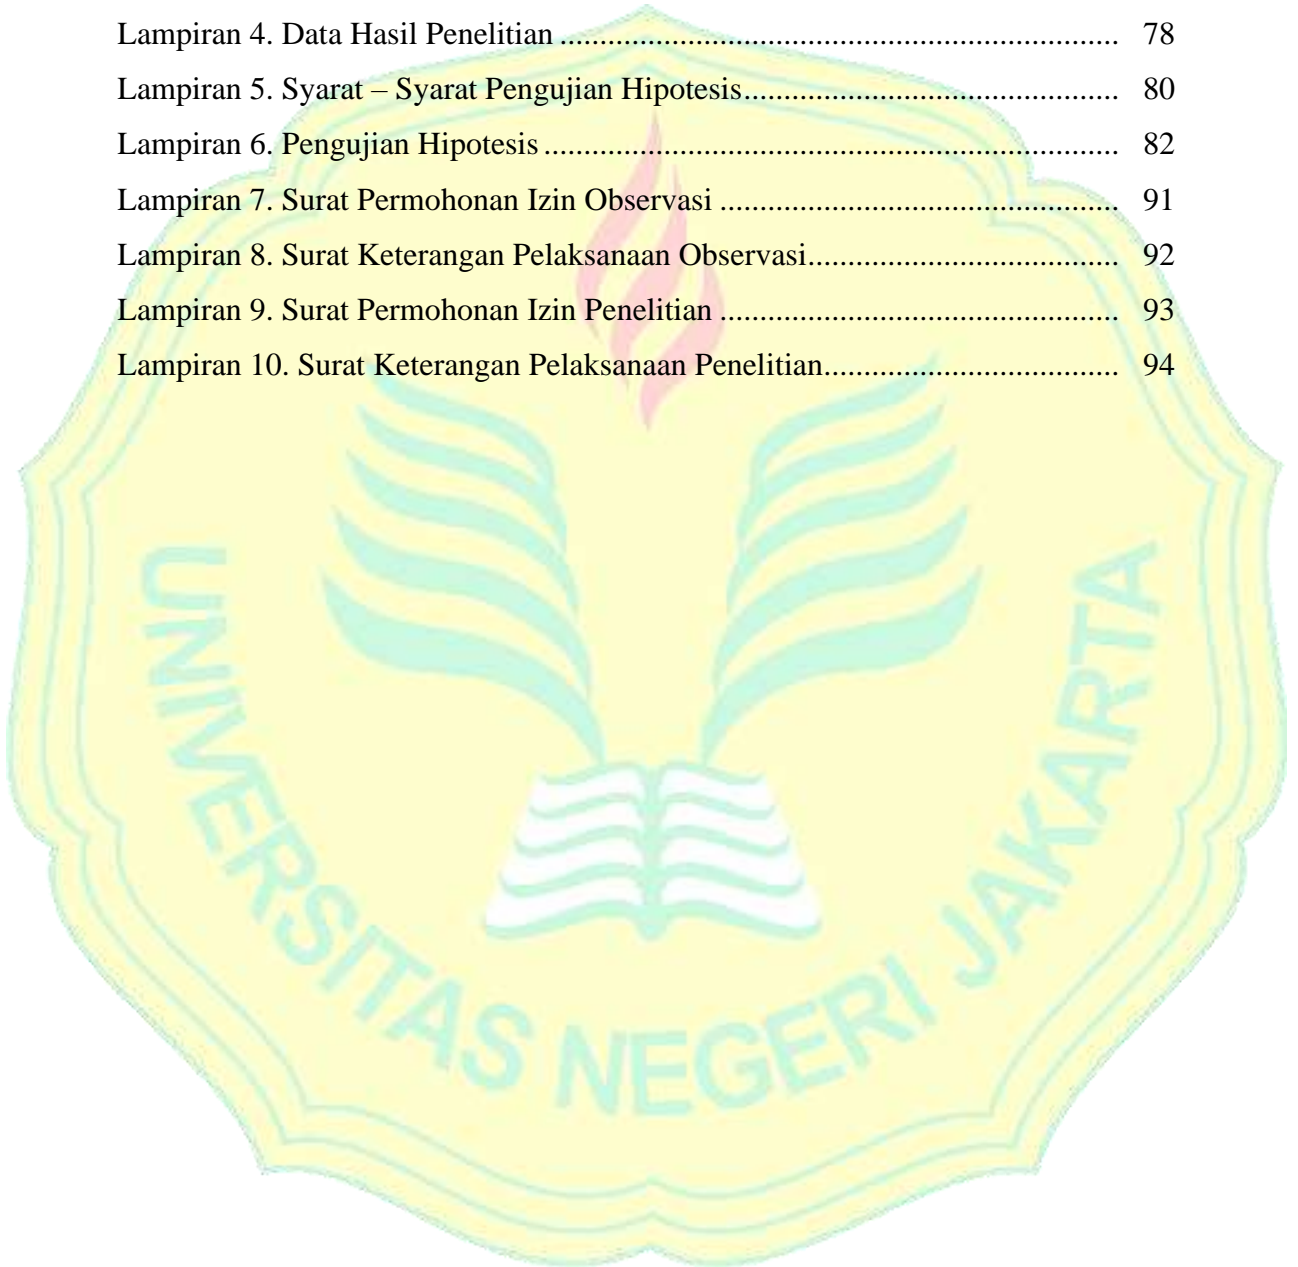 Lampiran 4. Data Hasil Penelitian ...................................................................... 78
Lampiran 5. Syarat – Syarat Pengujian Hipotesis............................................... 80
Lampiran 6. Pengujian Hipotesis ........................................................................ 82
Lampiran 7. Surat Permohonan Izin Observasi .................................................. 91
Lampiran 8. Surat Keterangan Pelaksanaan Observasi....................................... 92
Lampiran 9. Surat Permohonan Izin Penelitian .................................................. 93
Lampiran 10. Surat Keterangan Pelaksanaan Penelitian..................................... 94
UNIVERSITAS NEGERI JAKARTA